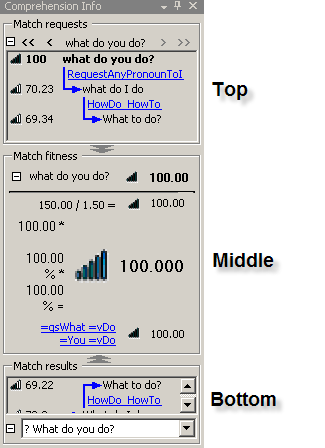 Comprehension Info
Match requests
<< < what do you do? > >>
100 what do you do?
RequestAnyPronounToI
70.23 what do I do
HowDo HowTo
69.34 What to do?
Top
Match fitness
what do you do? 100.00
150.00 / 1.50 = 100.00
100.00 *
100.00
% *
100.000
100.00
% =
=qsWhat =vDo
=You =vDo
100.00
Middle
Match results
69.22 What to do?
HowDo HowTo
Bottom
? What do you do?